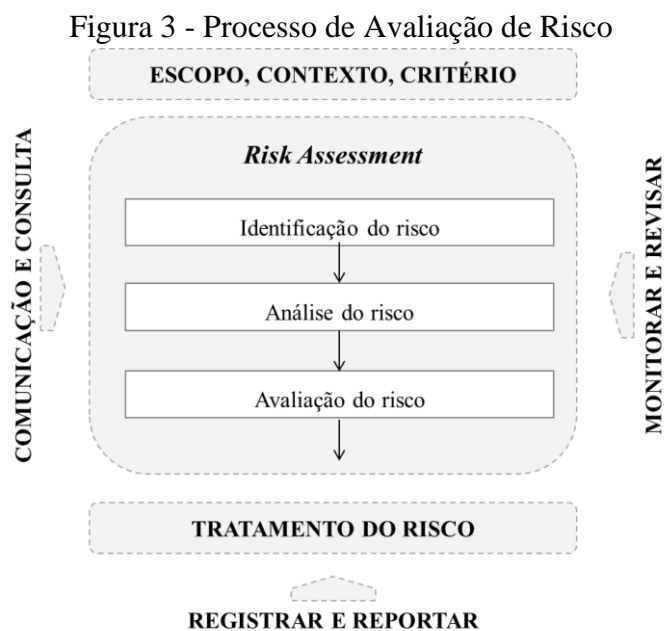 Figura 3 - Processo de Avaliação de Risco
ESCOPO, CONTEXTO, CRITÉRIO
COMUNICAÇÃO E CONSULTA
Risk Assessment
Identificação do risco
Análise do risco
Avaliação do risco
MONITORAR E REVISAR
TRATAMENTO DO RISCO
REGISTRAR E REPORTAR